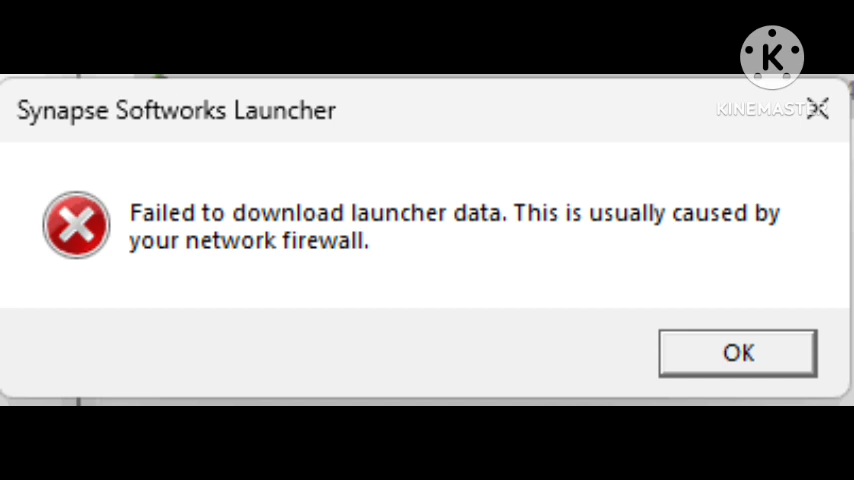 K
KINEMASTER
Synapse Softworks Launcher
Failed to download launcher data. This is usually caused by
your network firewall.
OK